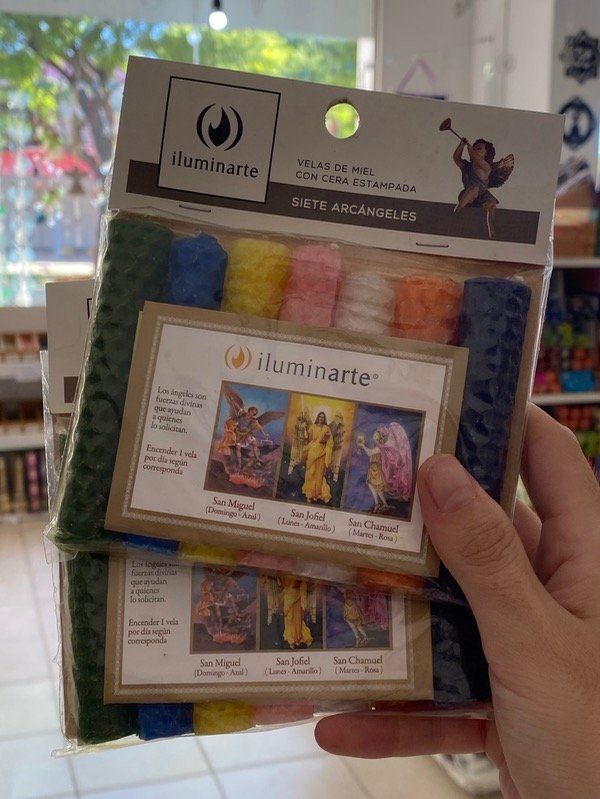 iluminarte
VELAS DE MIEL
CON CERA ESTAMPADA
SIETE ARCÁNGELES
iluminarte®
Los ángeles son
fuerzas divinas
que ayudan
a quienes
lo solicitan.
Encender 1 vela
por día según
corresponda
San Miguel
(Domingo - Azul)
San Jofiel
(Lunes - Amarillo)
San Chamuel
(Martes - Rosa)
Los ángeles son
fuerzas divinas
que ayudan
a quienes
lo solicitan.
Encender 1 vela
por día según
corresponda
San Miguel
(Domingo - Azul)
San Jofiel
(Lunes - Amarillo)
San Chamuel
(Martes - Rosa)